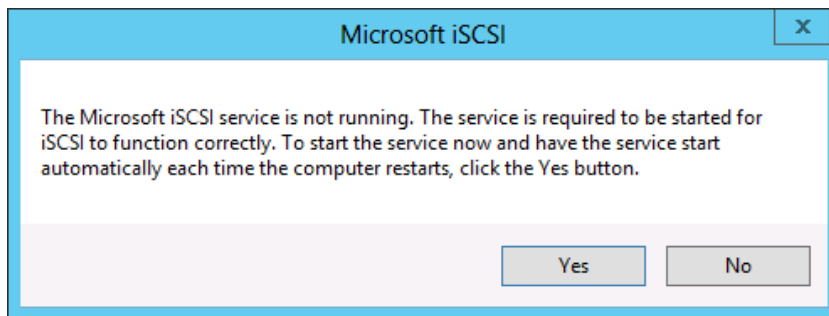 Microsoft iSCSI
x
The Microsoft iSCSI service is not running. The service is required to be started for
iSCSI to function correctly. To start the service now and have the service start
automatically each time the computer restarts, click the Yes button.
Yes
No